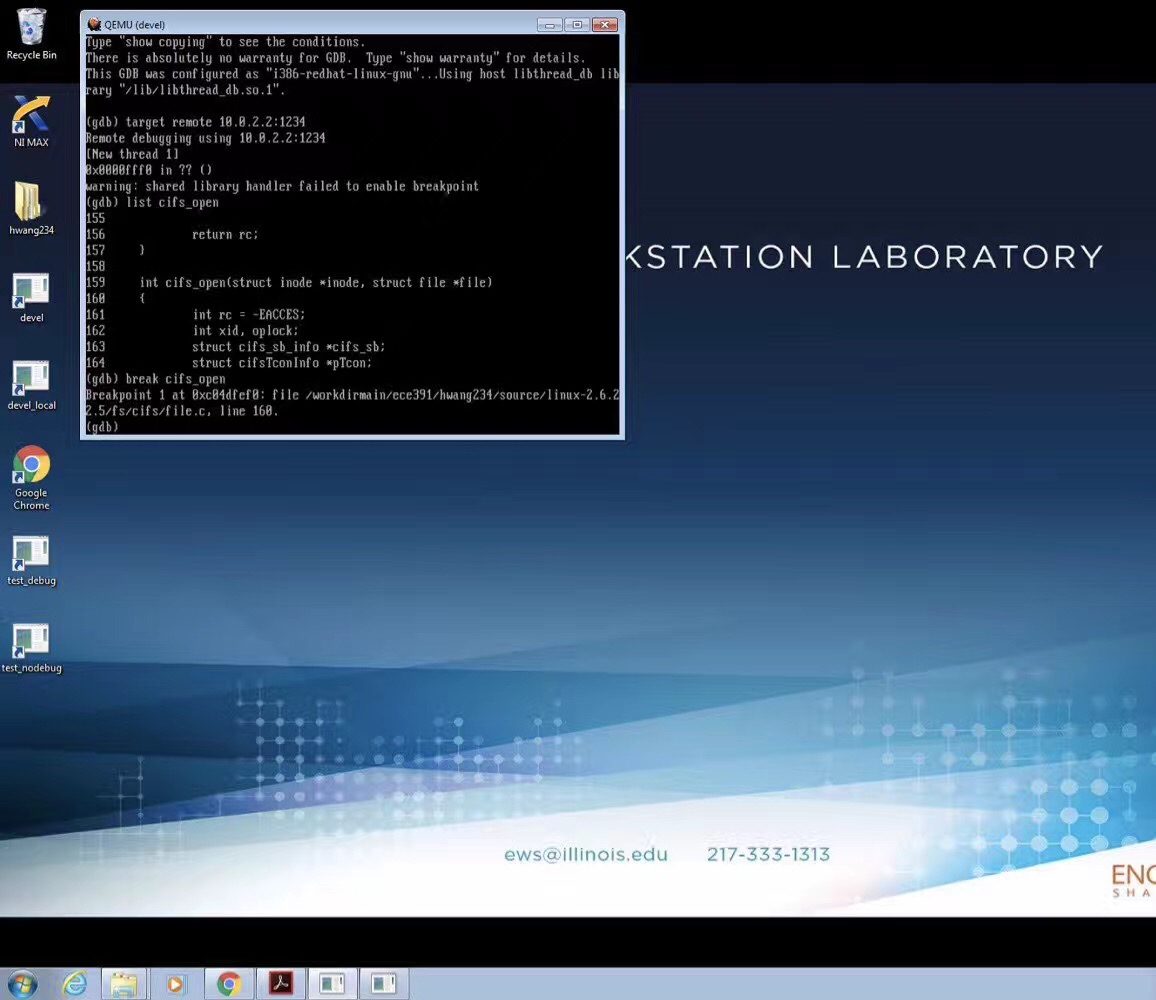 Recycle Bin
NI MAX
hwang234
devel
devel_local
Google
Chrome
test_debug
test_nodebug
QEMU (devel)
Type "show copying" to see the conditions.
There is absolutely no warranty for GDB.  Type "show warranty" for details.
This GDB was configured as "i386-redhat-linux-gnu"...Using host libthread_db lib
rary "/lib/libthread_db.so.1".
(gdb) target remote 10.0.2.2:1234
Remote debugging using 10.0.2.2:1234
[New thread 1]
0x0000fff0 in ?? ()
warning: shared library handler failed to enable breakpoint
(gdb) list cifs_open
155
156             return rc;
157     }
158
159     int cifs_open(struct inode *inode, struct file *file)
160     {
161             int rc = -EACCES;
162             int xid, oplock;
163             struct cifs_sb_info *cifs_sb;
164             struct cifsTconInfo *pTcon;
(gdb) break cifs_open
Breakpoint 1 at 0xc04dfef0: file /workdirmain/ece391/hwang234/source/linux-2.6.2
2.5/fs/cifs/file.c, line 160.
(gdb)
KSTATION LABORATORY
ews@illinois.edu 217-333-1313
ENG
SHA